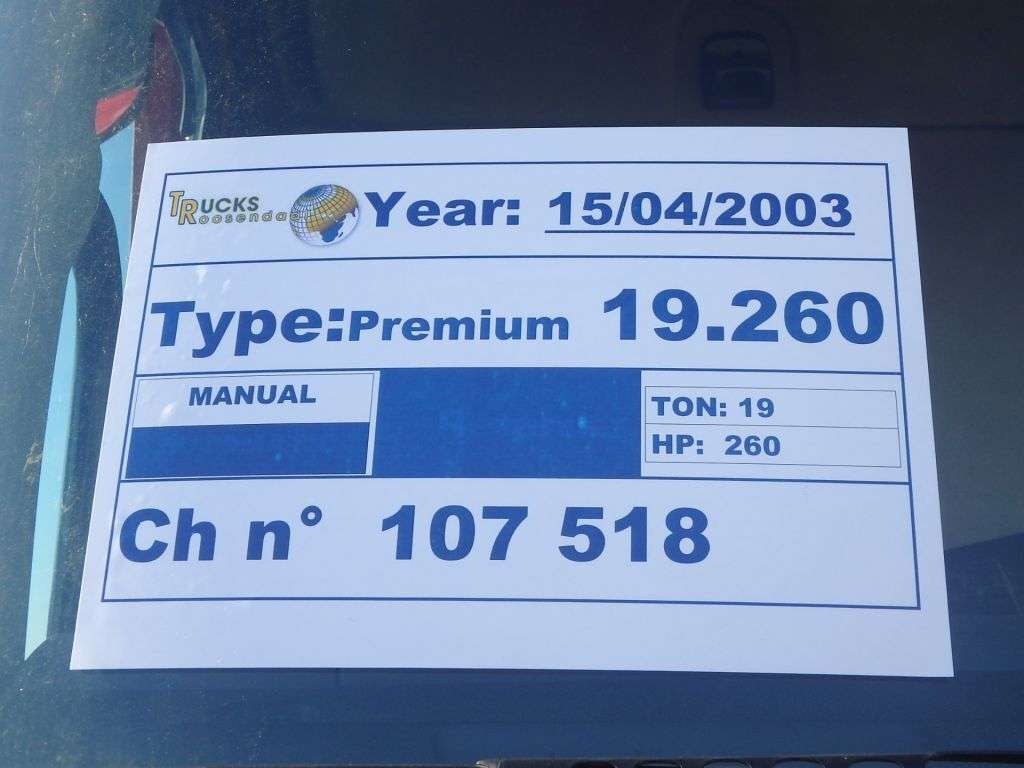 TRUCKS
Roosendaal
Year: 15/04/2003
Type:Premium 19.260
MANUAL
TON: 19
HP: 260
Ch n° 107 518